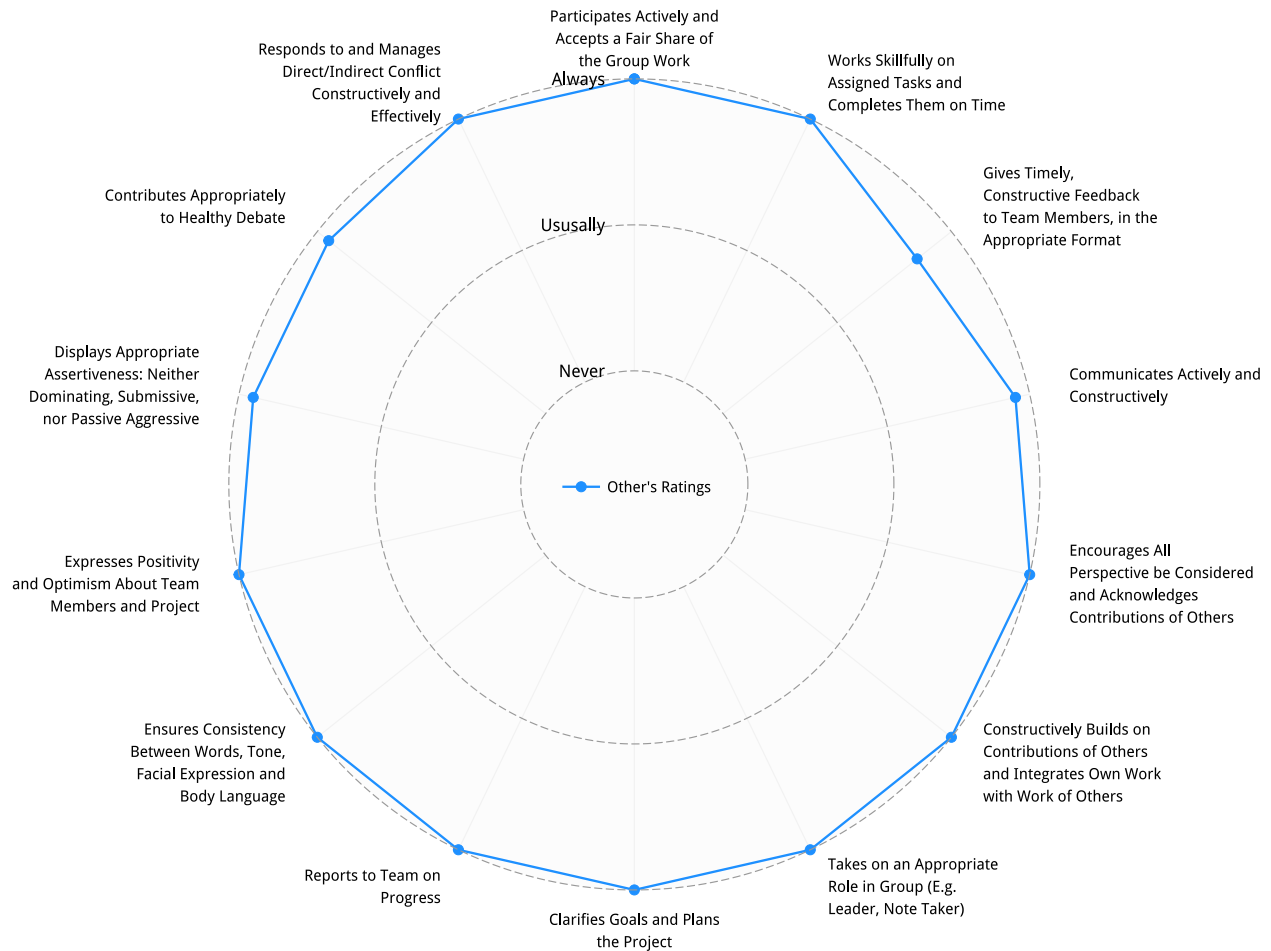 Participates Actively and
Accepts a Fair Share of
the Group Work
Works Skillfully on
Assigned Tasks and
Completes Them on Time
Gives Timely,
Constructive Feedback
to Team Members, in the
Appropriate Format
Communicates Actively and
Constructively
Encourages All
Perspective be Considered
and Acknowledges
Contributions of Others
Constructively Builds on
Contributions of Others
and Integrates Own Work
with Work of Others
Takes on an Appropriate
Role in Group (E.g.
Leader, Note Taker)
Clarifies Goals and Plans
the Project
Reports to Team on
Progress
Ensures Consistency
Between Words, Tone,
Facial Expression and
Body Language
Expresses Positivity
and Optimism About Team
Members and Project
Displays Appropriate
Assertiveness: Neither
Dominating, Submissive,
nor Passive Aggressive
Contributes Appropriately
to Healthy Debate
Responds to and Manages
Direct/Indirect Conflict
Constructively and
Effectively
Always
Ususally
Never
Other's Ratings